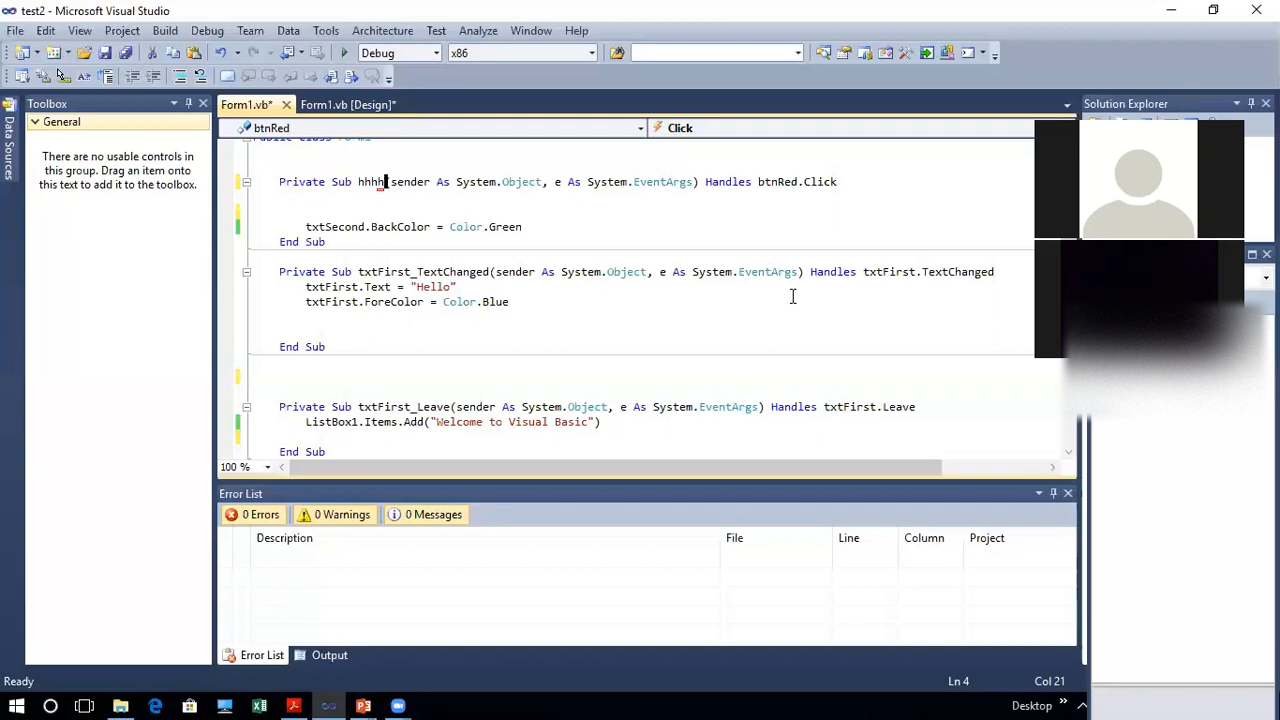 test2 - Microsoft Visual Studio
File Edit View Project Build Debug Team Data Tools Architecture Test Analyze Window Help
Debug x86
Toolbox
General
There are no usable controls in
this group. Drag an item onto
this text to add it to the toolbox.
Data Sources
Form1.vb* Form1.vb [Design]*
btnRed Click
Private Sub hhhh(sender As System.Object, e As System.EventArgs) Handles btnRed.Click
txtSecond.BackColor = Color.Green
End Sub
Private Sub txtFirst_TextChanged(sender As System.Object, e As System.EventArgs) Handles txtFirst.TextChanged
txtFirst.Text = "Hello"
txtFirst.ForeColor = Color.Blue
End Sub
Private Sub txtFirst_Leave(sender As System.Object, e As System.EventArgs) Handles txtFirst.Leave
ListBox1.Items.Add("Welcome to Visual Basic")
End Sub
100 %
Solution Explorer
Error List
0 Errors 0 Warnings 0 Messages
Description File Line Column Project
Error List Output
Ready Ln 4 Col 21
Desktop